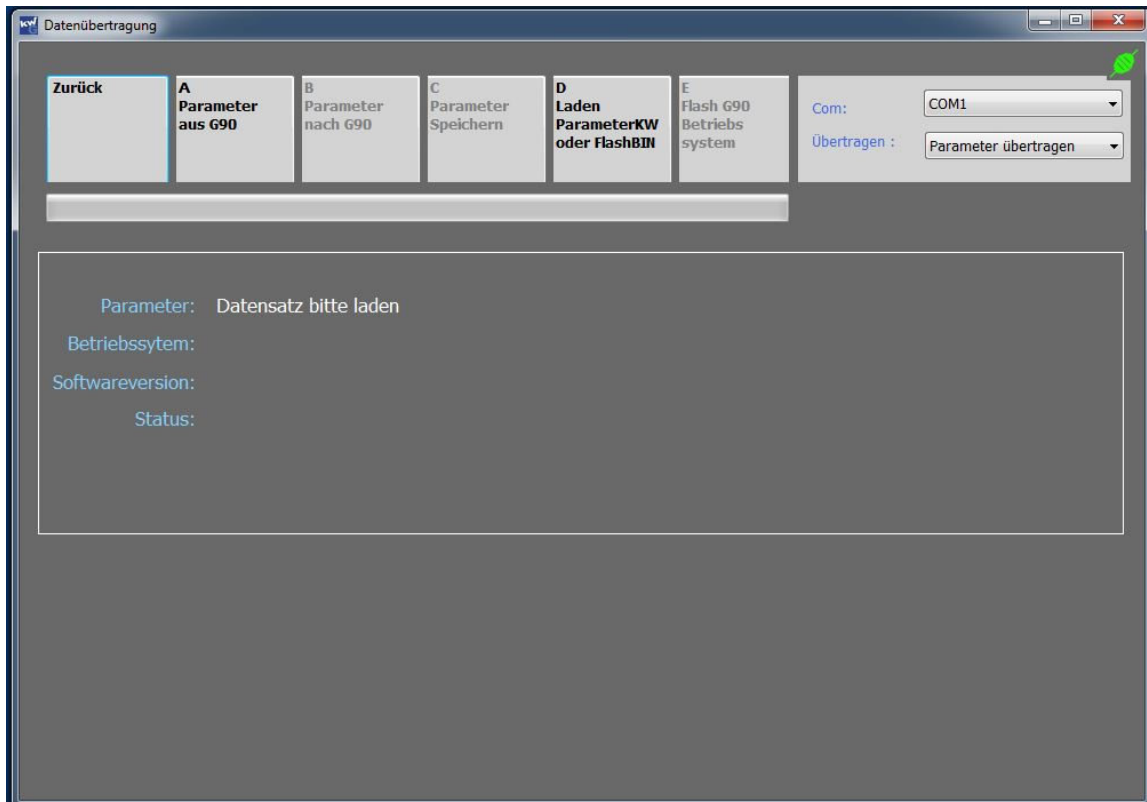 Datenübertragung
Zurück
A
Parameter
aus G90
B
Parameter
nach G90
C
Parameter
Speichern
D
Laden
ParameterKW
oder FlashBIN
E
Flash G90
Betriebs
system
Com:
COM1
Übertragen :
Parameter übertragen
Parameter: Datensatz bitte laden
Betriebssytem:
Softwareversion:
Status: